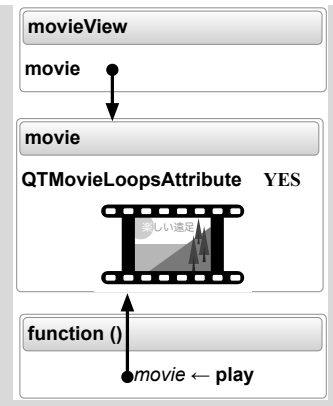 movieView
movie
movie
QTMovieLoopsAttribute YES
楽しい遠足
function ()
movie ← play